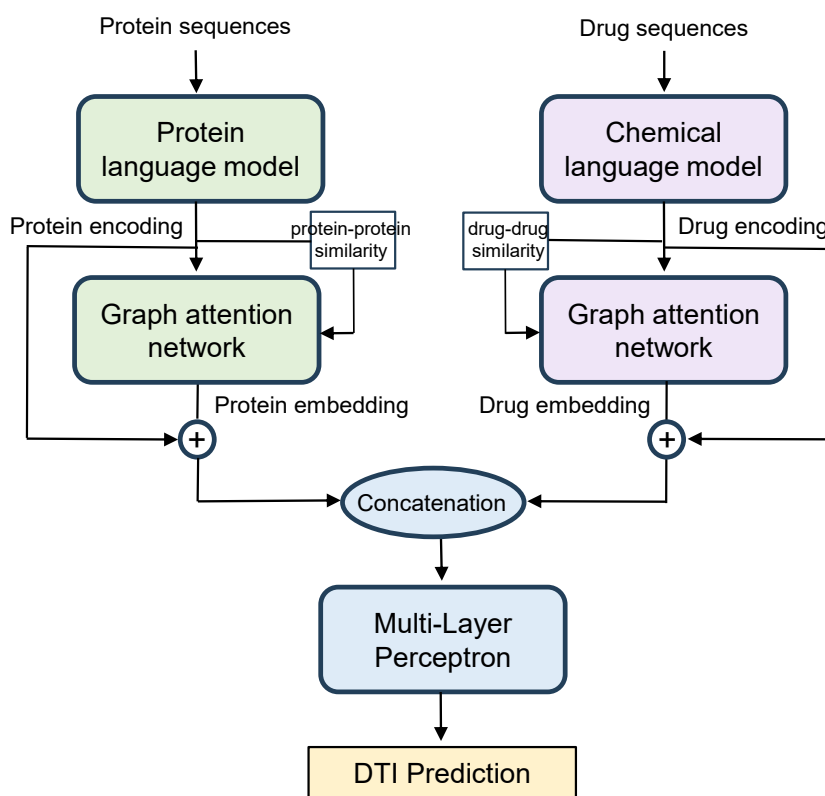 Protein sequences
Drug sequences
Protein
language model
Chemical
language model
Protein encoding
protein-protein
similarity
drug-drug
similarity
Drug encoding
Graph attention
network
Graph attention
network
Protein embedding
Drug embedding
+
+
Concatenation
Multi-Layer
Perceptron
DTI Prediction